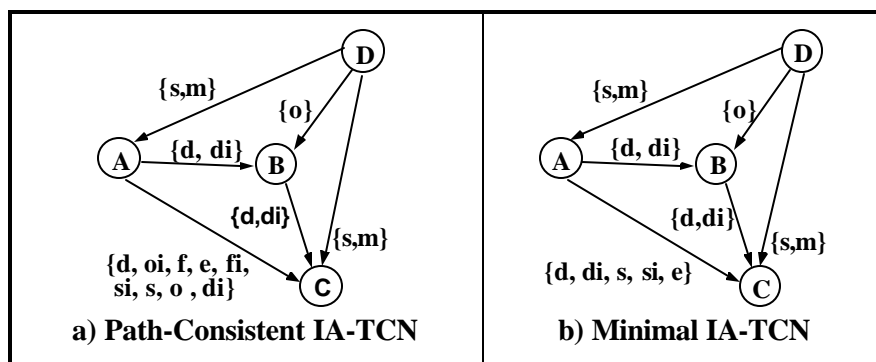 D
{s,m}
{o}
A
{d, di}
B
{d,di}
{s,m}
{d, oi, f, e, fi,
si, s, o , di}
C
a) Path-Consistent IA-TCN
D
{s,m}
{o}
A
{d, di}
B
{d,di}
{s,m}
{d, di, s, si, e}
C
b) Minimal IA-TCN